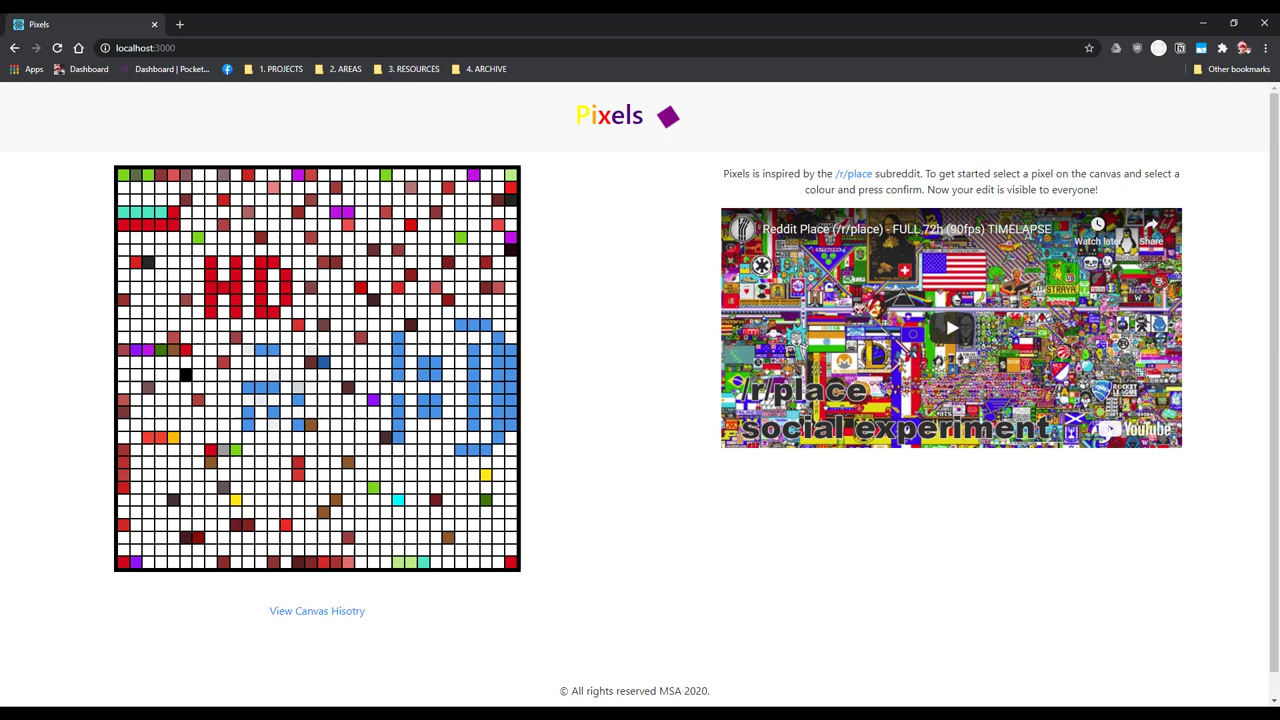 Pixels
localhost:3000
Apps
Dashboard
Dashboard | Pocket...
1. PROJECTS
2. AREAS
3. RESOURCES
4. ARCHIVE
Other bookmarks
Pixels
Pixels is inspired by the /r/place subreddit. To get started select a pixel on the canvas and select a
colour and press confirm. Now your edit is visible to everyone!
Reddit Place (/r/place) - FULL 72h (90fps) TIMELAPSE
Watch later
Share
STRAYA
/r/place
social experiment
YouTube
HD
View Canvas Hisotry
© All rights reserved MSA 2020.